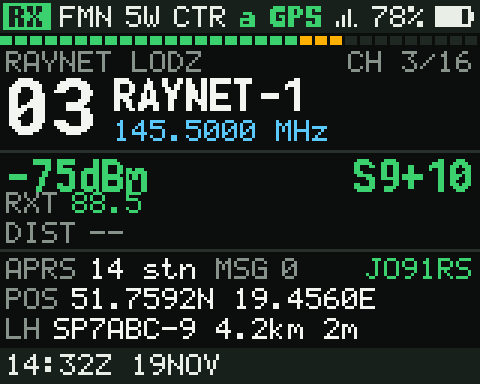 RX FMN 5W CTR a GPS 78%
RAYNET LODZ CH 3/16
03 RAYNET-1
145.5000 MHz
-75dBm S9+10
RXT 88.5
DIST --
APRS 14 stn MSG 0 JO91RS
POS 51.7592N 19.4560E
LH SP7ABC-9 4.2km 2m
14:32Z 19NOV